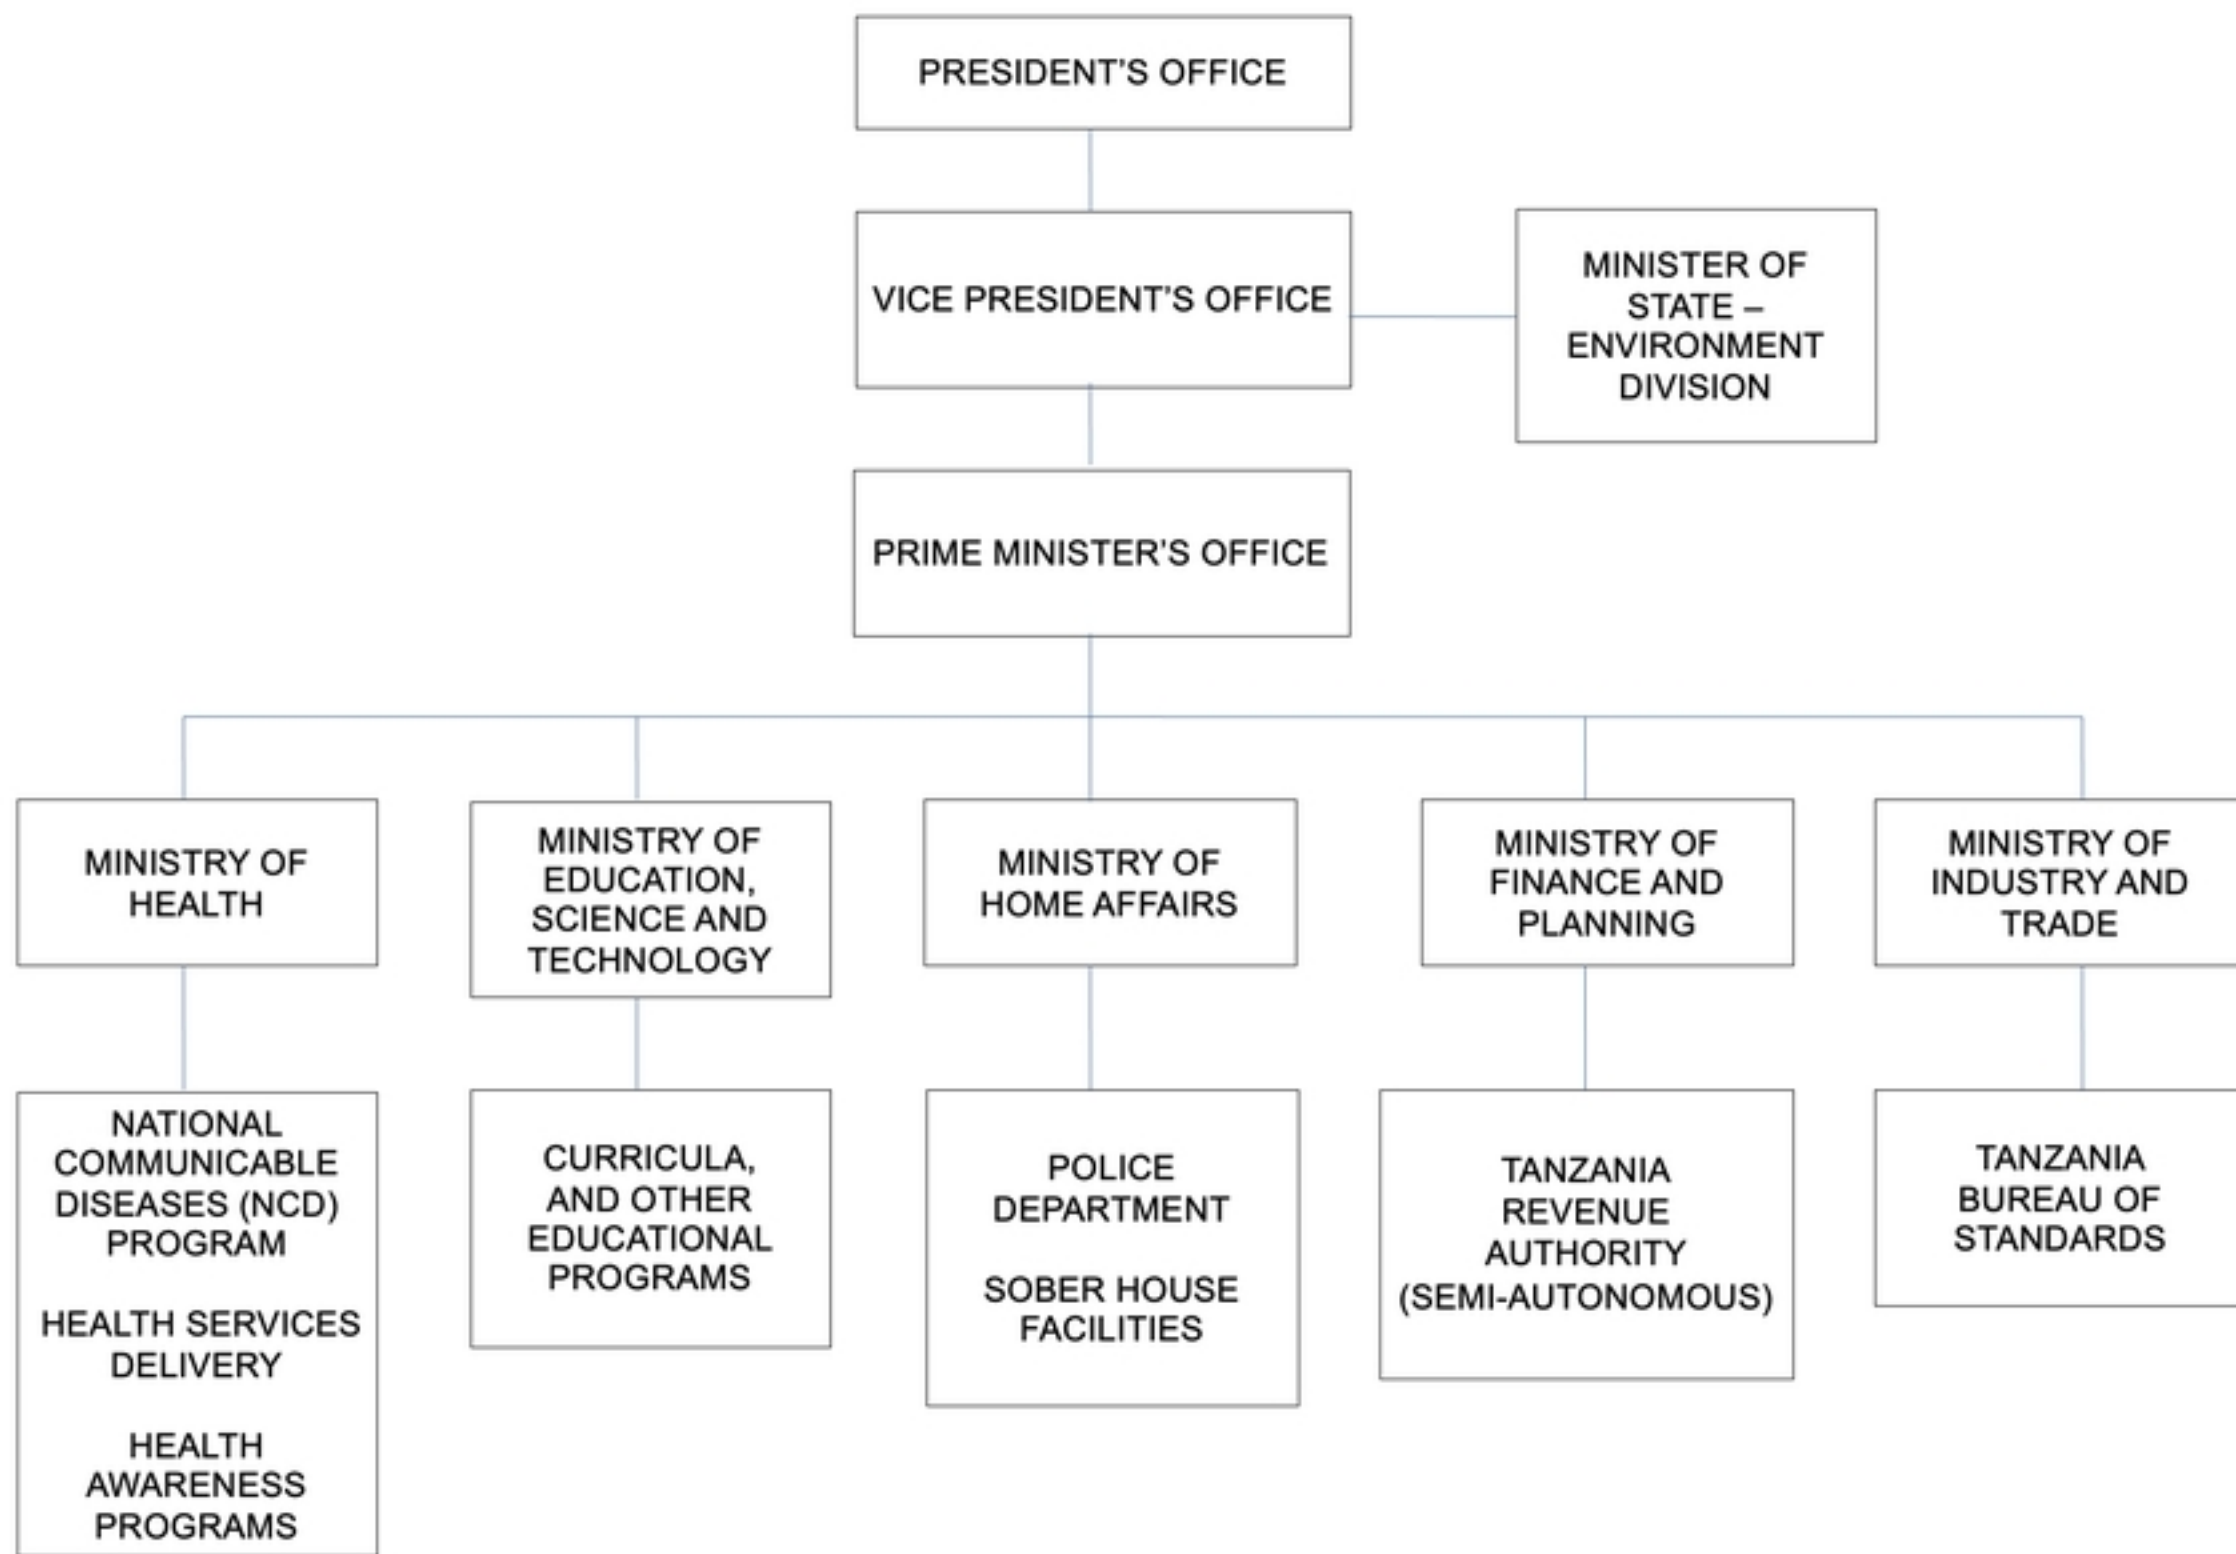 PRESIDENT’S OFFICE
VICE PRESIDENT’S OFFICE
MINISTER OF
STATE –
ENVIRONMENT
DIVISION
PRIME MINISTER’S OFFICE
MINISTRY OF
HEALTH
MINISTRY OF
EDUCATION,
SCIENCE AND
TECHNOLOGY
MINISTRY OF
HOME AFFAIRS
MINISTRY OF
FINANCE AND
PLANNING
MINISTRY OF
INDUSTRY AND
TRADE
NATIONAL
COMMUNICABLE
DISEASES (NCD)
PROGRAM
HEALTH SERVICES
DELIVERY
HEALTH
AWARENESS
PROGRAMS
CURRICULA,
AND OTHER
EDUCATIONAL
PROGRAMS
POLICE
DEPARTMENT
SOBER HOUSE
FACILITIES
TANZANIA
REVENUE
AUTHORITY
(SEMI-AUTONOMOUS)
TANZANIA
BUREAU OF
STANDARDS